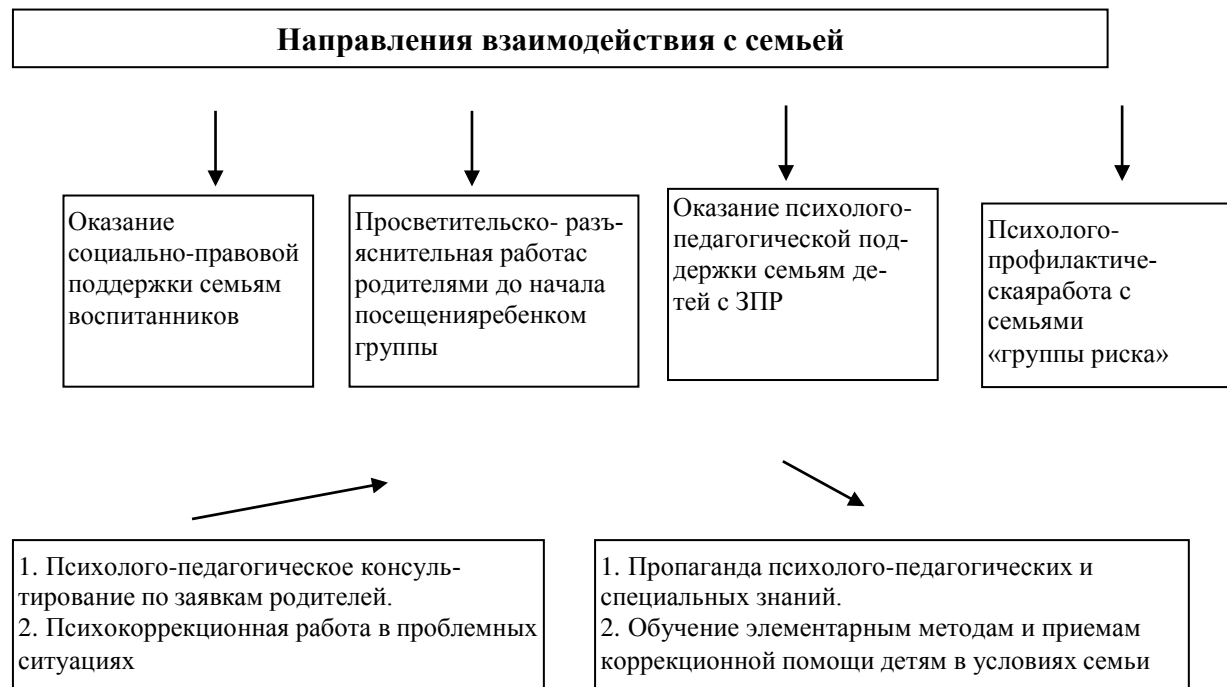 Направления взаимодействия с семьей
Оказание
социально-правовой
поддержки семьям
воспитанников
Просветительско- разъ-
яснительная работас
родителями до начала
посещенияребенком
группы
Оказание психолого-
педагогической под-
держки семьям де-
тей с ЗПР
Психолого-
профилактиче-
скаяработа с
семьями
«группы риска»
1. Психолого-педагогическое консуль-
тирование по заявкам родителей.
2. Психокоррекционная работа в проблемных
ситуациях
1. Пропаганда психолого-педагогических и
специальных знаний.
2. Обучение элементарным методам и приемам
коррекционной помощи детям в условиях семьи